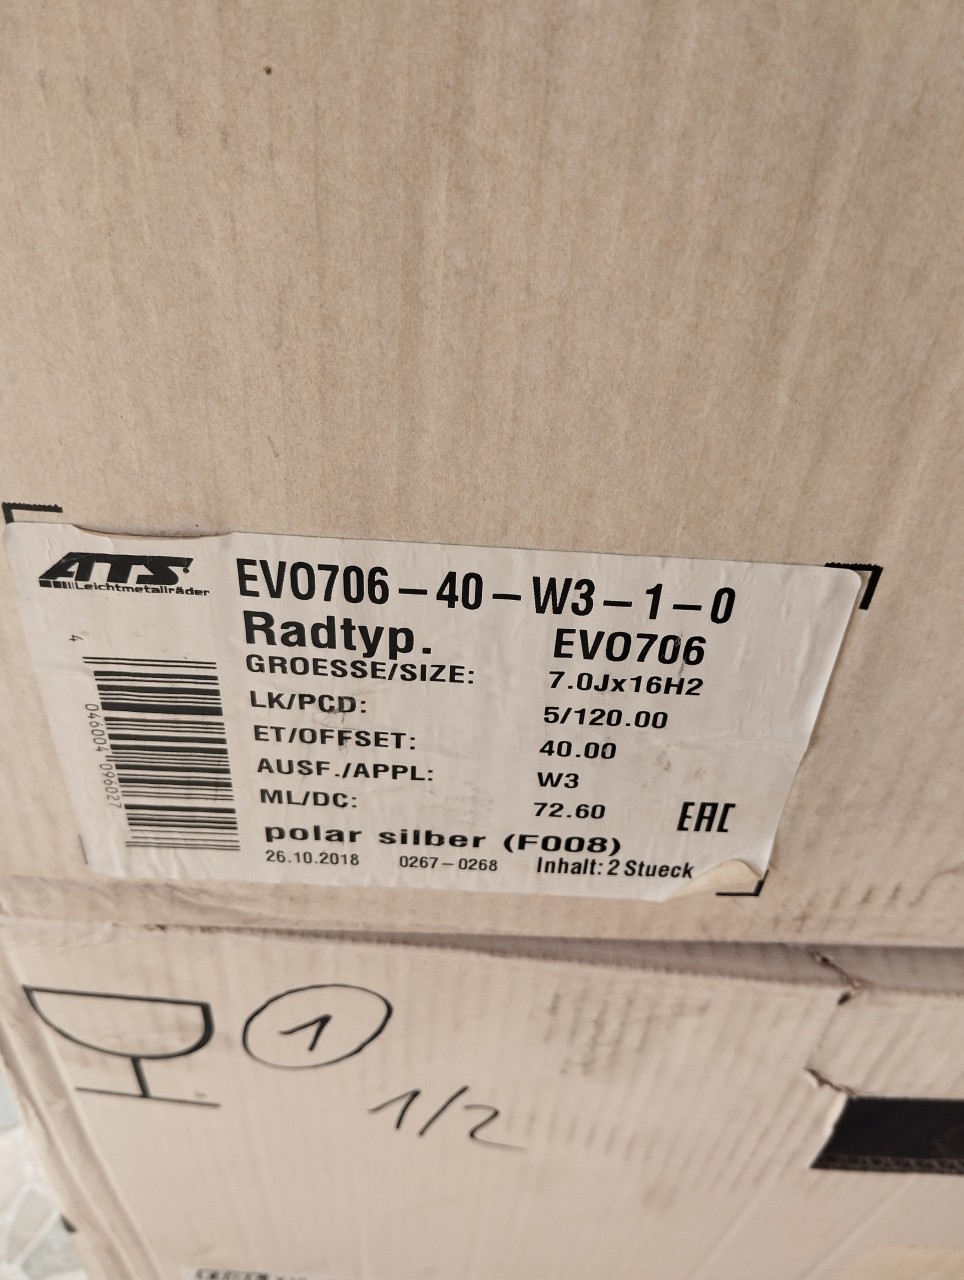 ATS
Leichtmetallräder
EVO706-40-W3-1-0
Radtyp. EVO706
GROESSE/SIZE: 7.0Jx16H2
LK/PCD: 5/120.00
ET/OFFSET: 40.00
AUSF./APPL: W3
ML/DC: 72.60
EAC
polar silber (F008)
26.10.2018 0267-0268 Inhalt: 2 Stueck
4 046004 096027
1
1/2